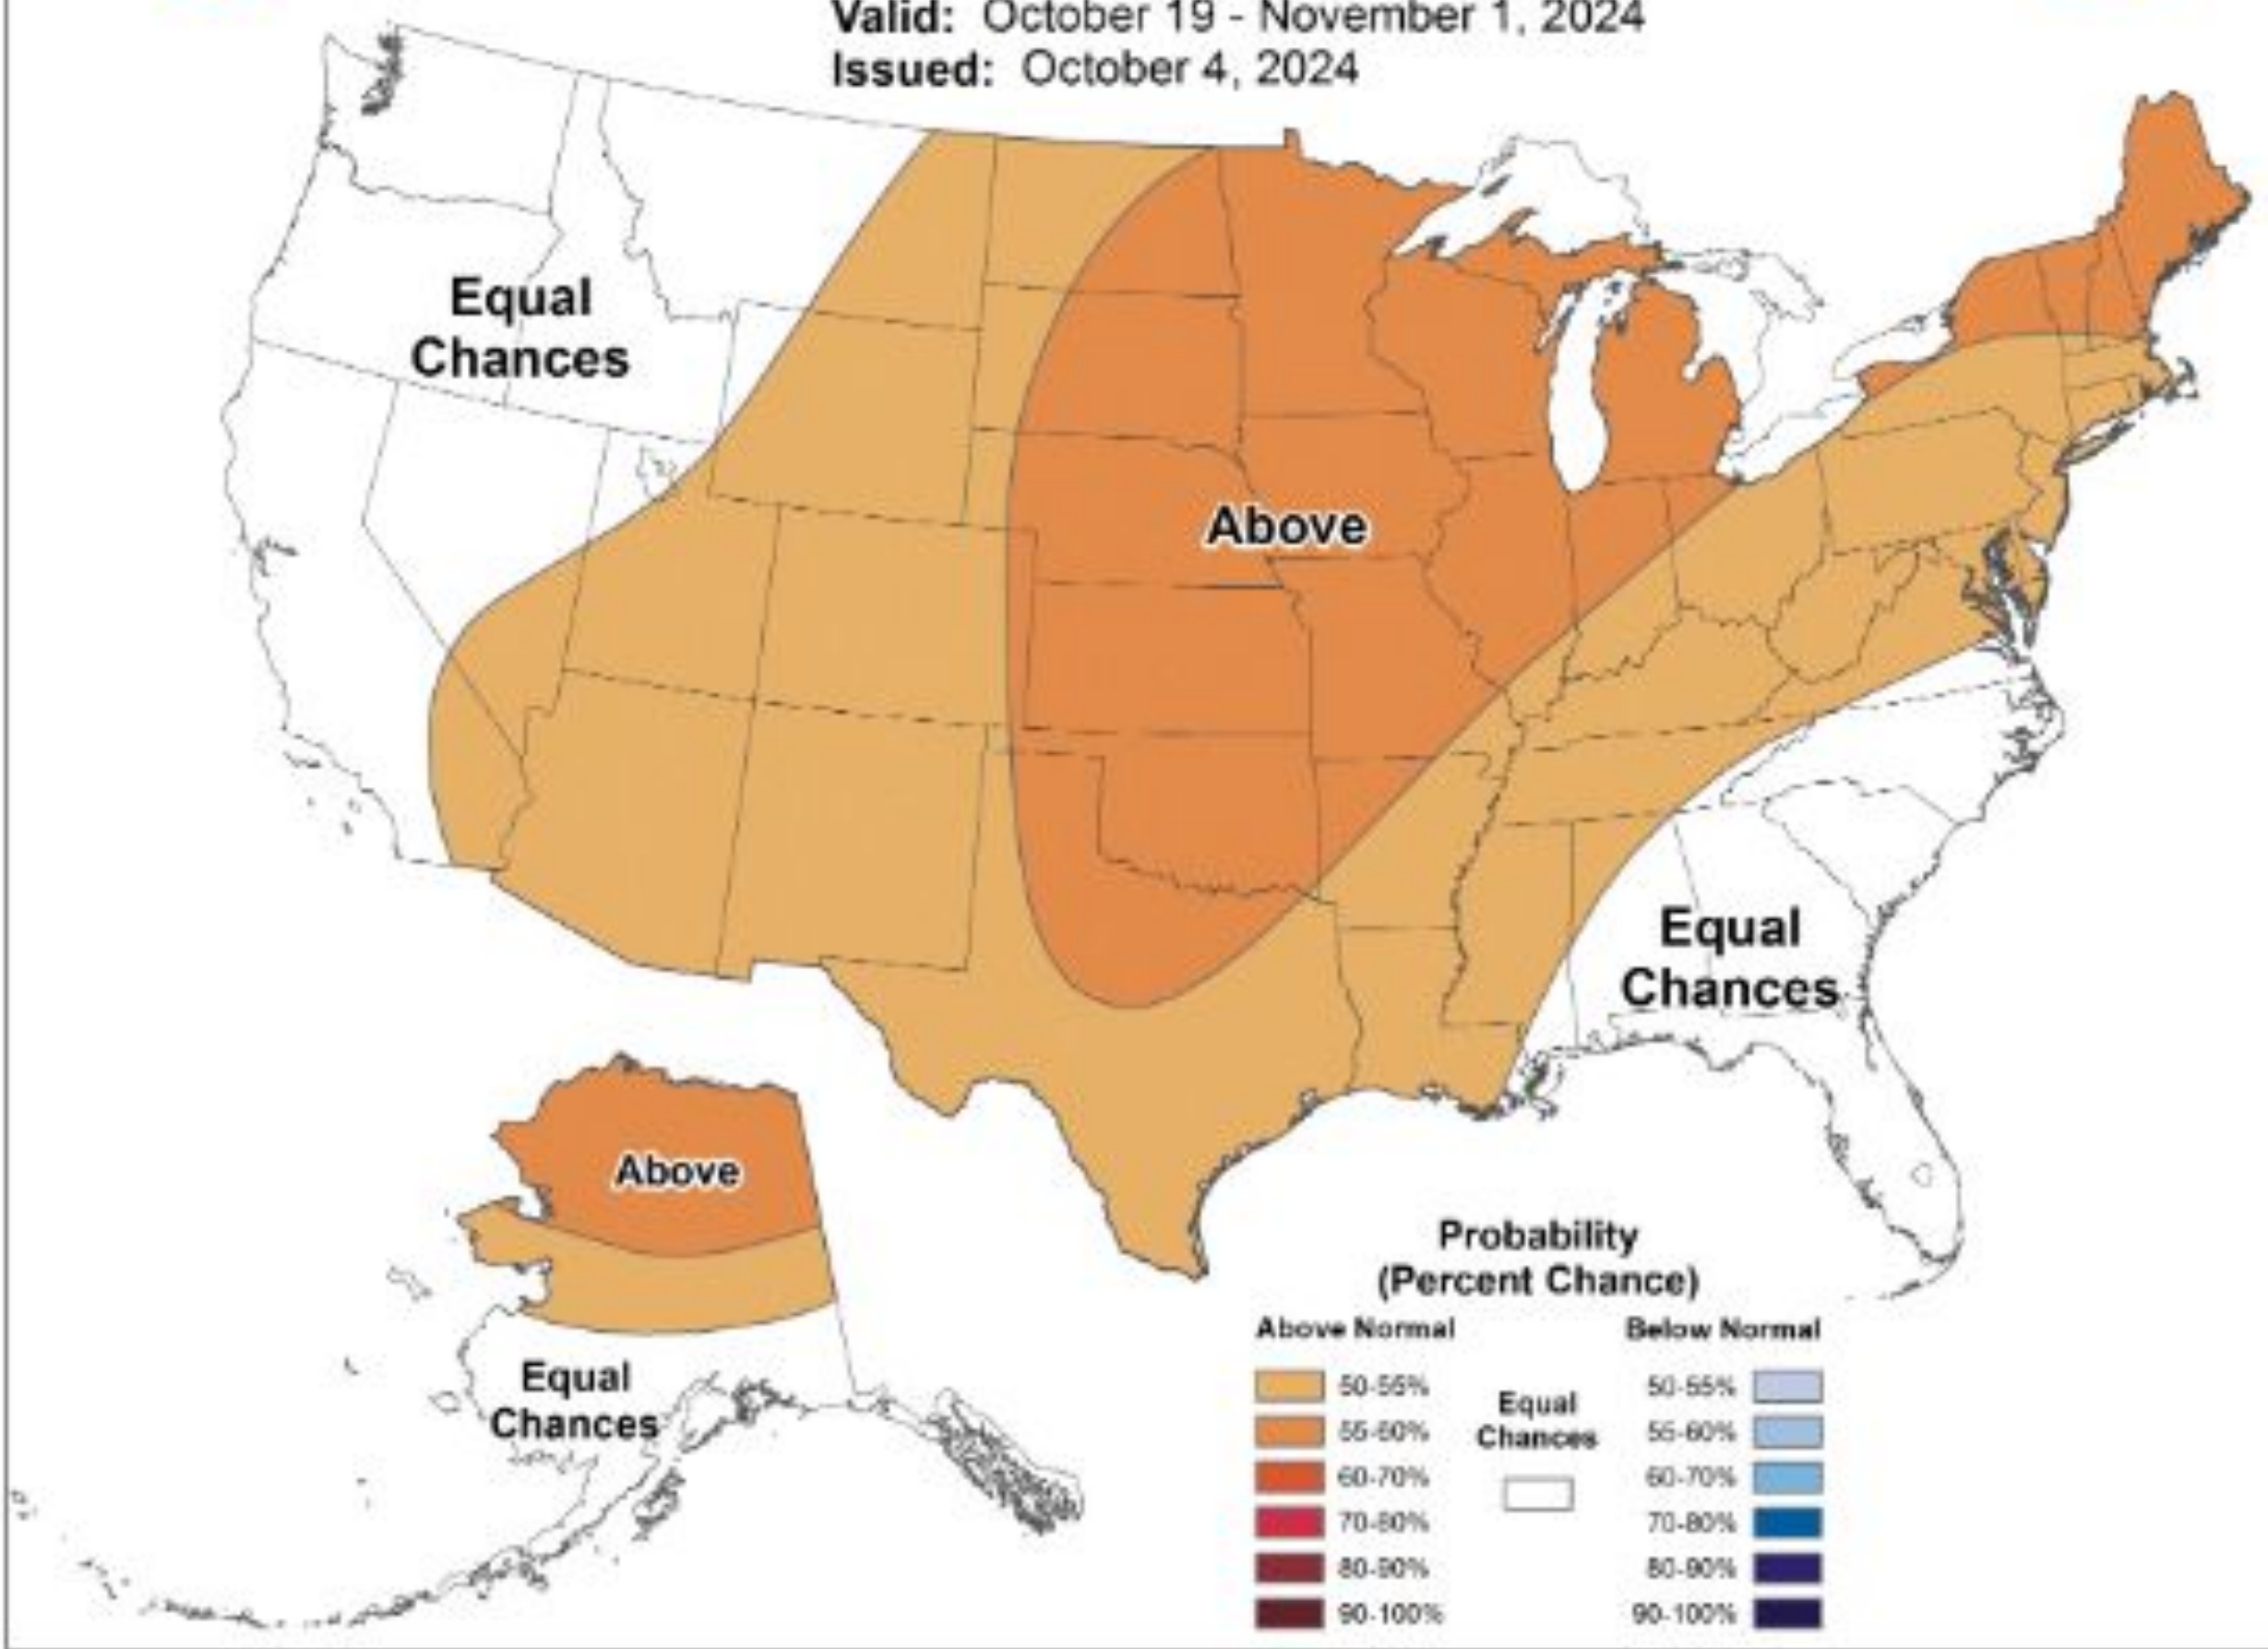 Valid: October 19 - November 1, 2024
Issued: October 4, 2024
Equal
Chances
Above
Equal
Chances
Above
Equal
Chances
Probability
(Percent Chance)
Above Normal
Below Normal
50-55%
55-60%
60-70%
70-80%
80-90%
90-100%
Equal
Chances
50-55%
55-60%
60-70%
70-80%
80-90%
90-100%